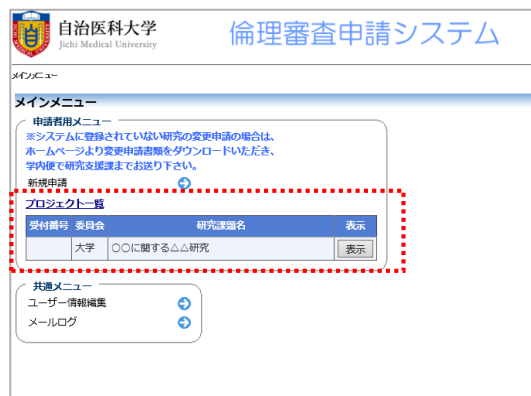 自治医科大学
Jichi Medical University
倫理審査申請システム
メインメニュー
メインメニュー
申請者用メニュー
※システムに登録されていない研究の変更申請の場合は、
ホームページより変更申請書類をダウンロードいただき、
学内便で研究支援課までお送り下さい。
新規申請
プロジェクト一覧
受付番号 委員会 研究課題名 表示
大学 〇〇に関する△△研究 表示
共通メニュー
ユーザー情報編集
メールログ